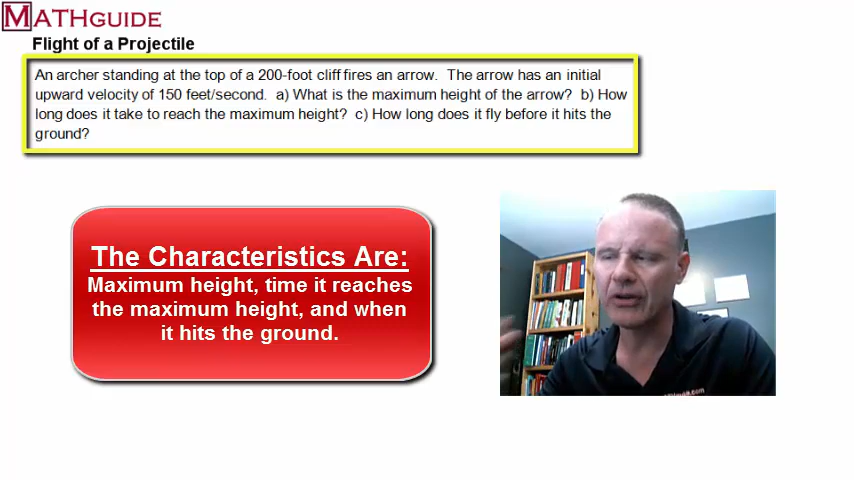 MATHGUIDE
Flight of a Projectile
An archer standing at the top of a 200-foot cliff fires an arrow. The arrow has an initial
upward velocity of 150 feet/second. a) What is the maximum height of the arrow? b) How
long does it take to reach the maximum height? c) How long does it fly before it hits the
ground?
The Characteristics Are:
Maximum height, time it reaches
the maximum height, and when
it hits the ground.